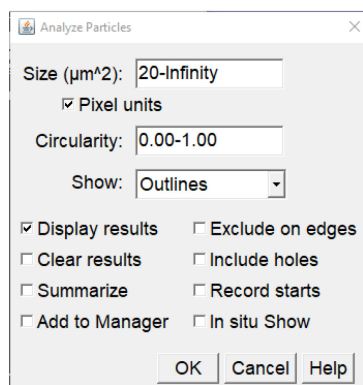 Analyze Particles
Size (µm^2): 20-Infinity
Pixel units
Circularity: 0.00-1.00
Show: Outlines
Display results Exclude on edges
Clear results Include holes
Summarize Record starts
Add to Manager In situ Show
OK Cancel Help